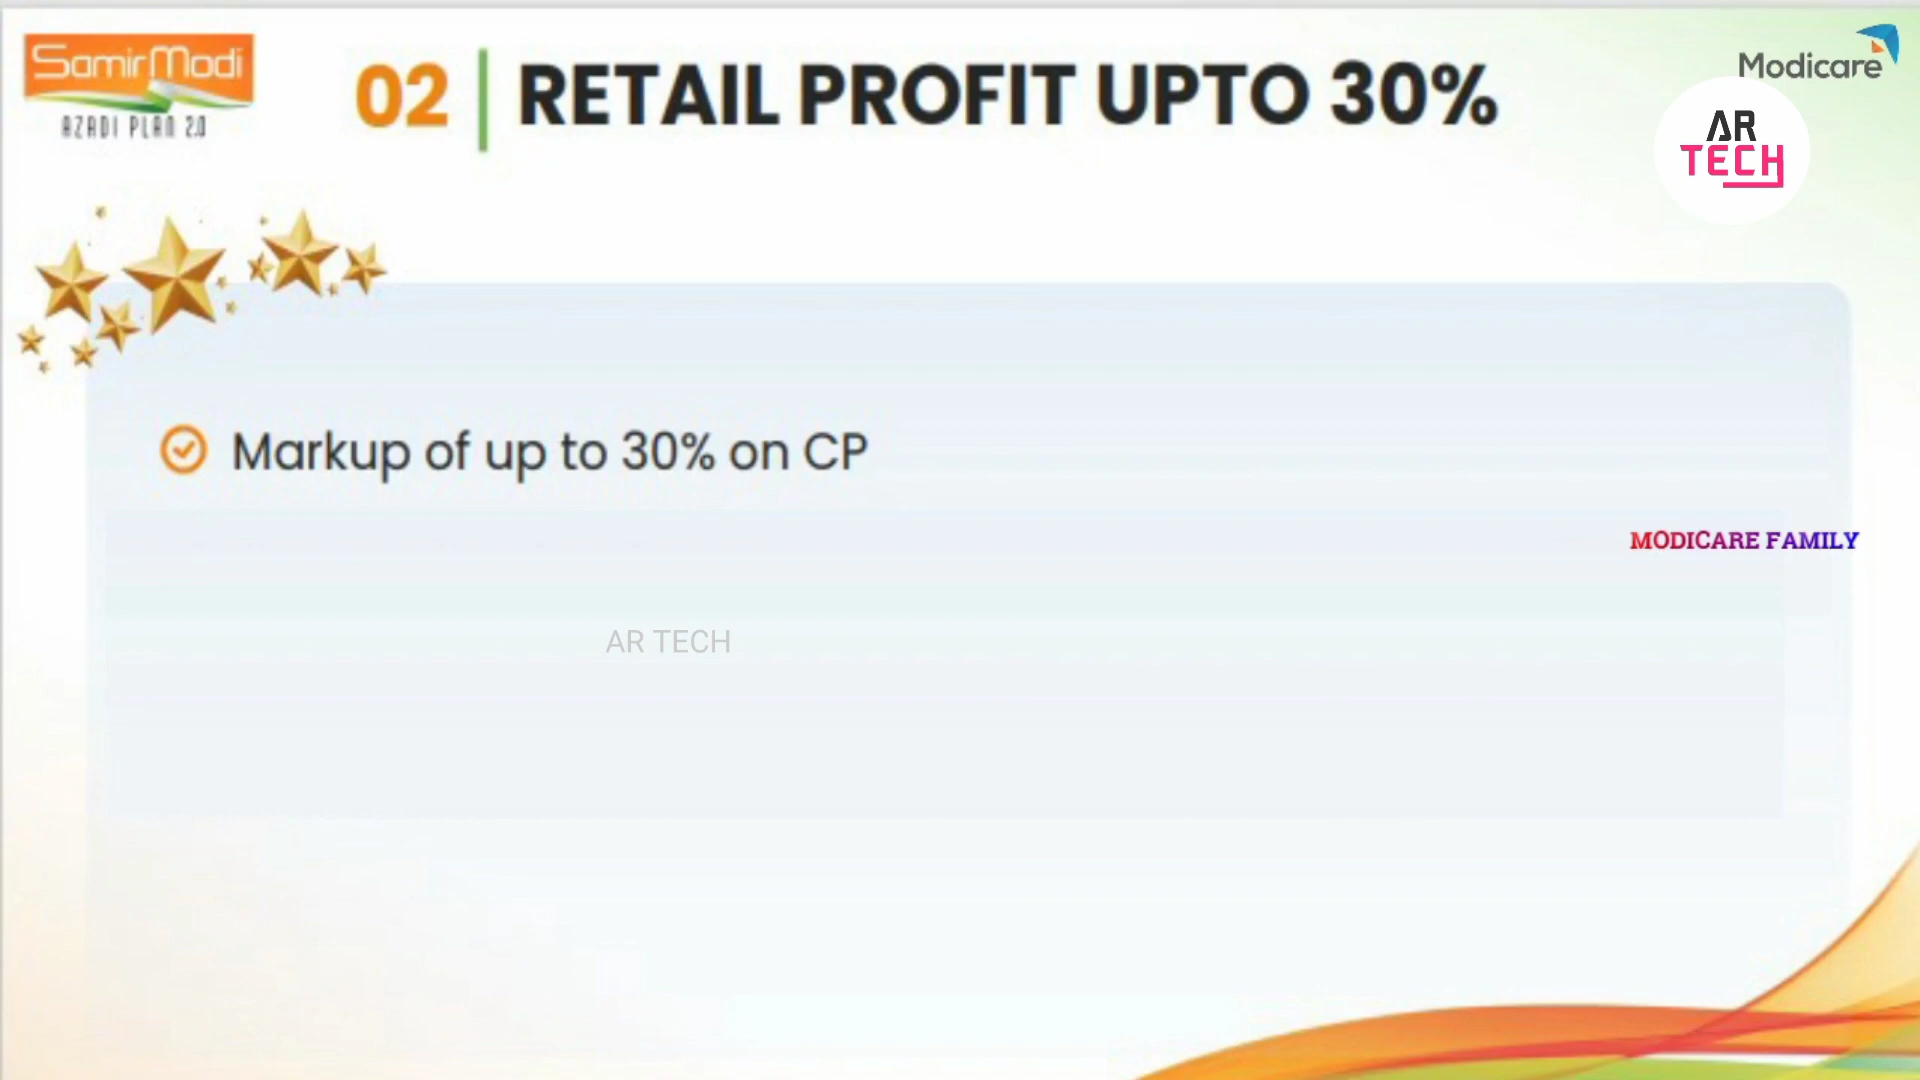 SamirModi
AZADI PLAN 2.0
02 RETAIL PROFIT UPTO 30%
Modicare
AR
TECH
Markup of up to 30% on CP
MODICARE FAMILY
AR TECH